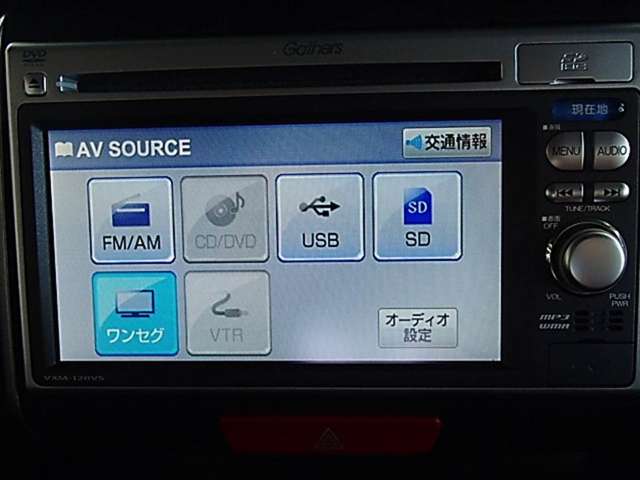 DVD
Gathers
現在地
AV SOURCE
交通情報
MENU
AUDIO
FM/AM
CD/DVD
USB
SD
SD
TUNE/TRACK
OFF
ワンセグ
VTR
オーディオ
設定
VOL
PUSH
PWR
MP3
WMA